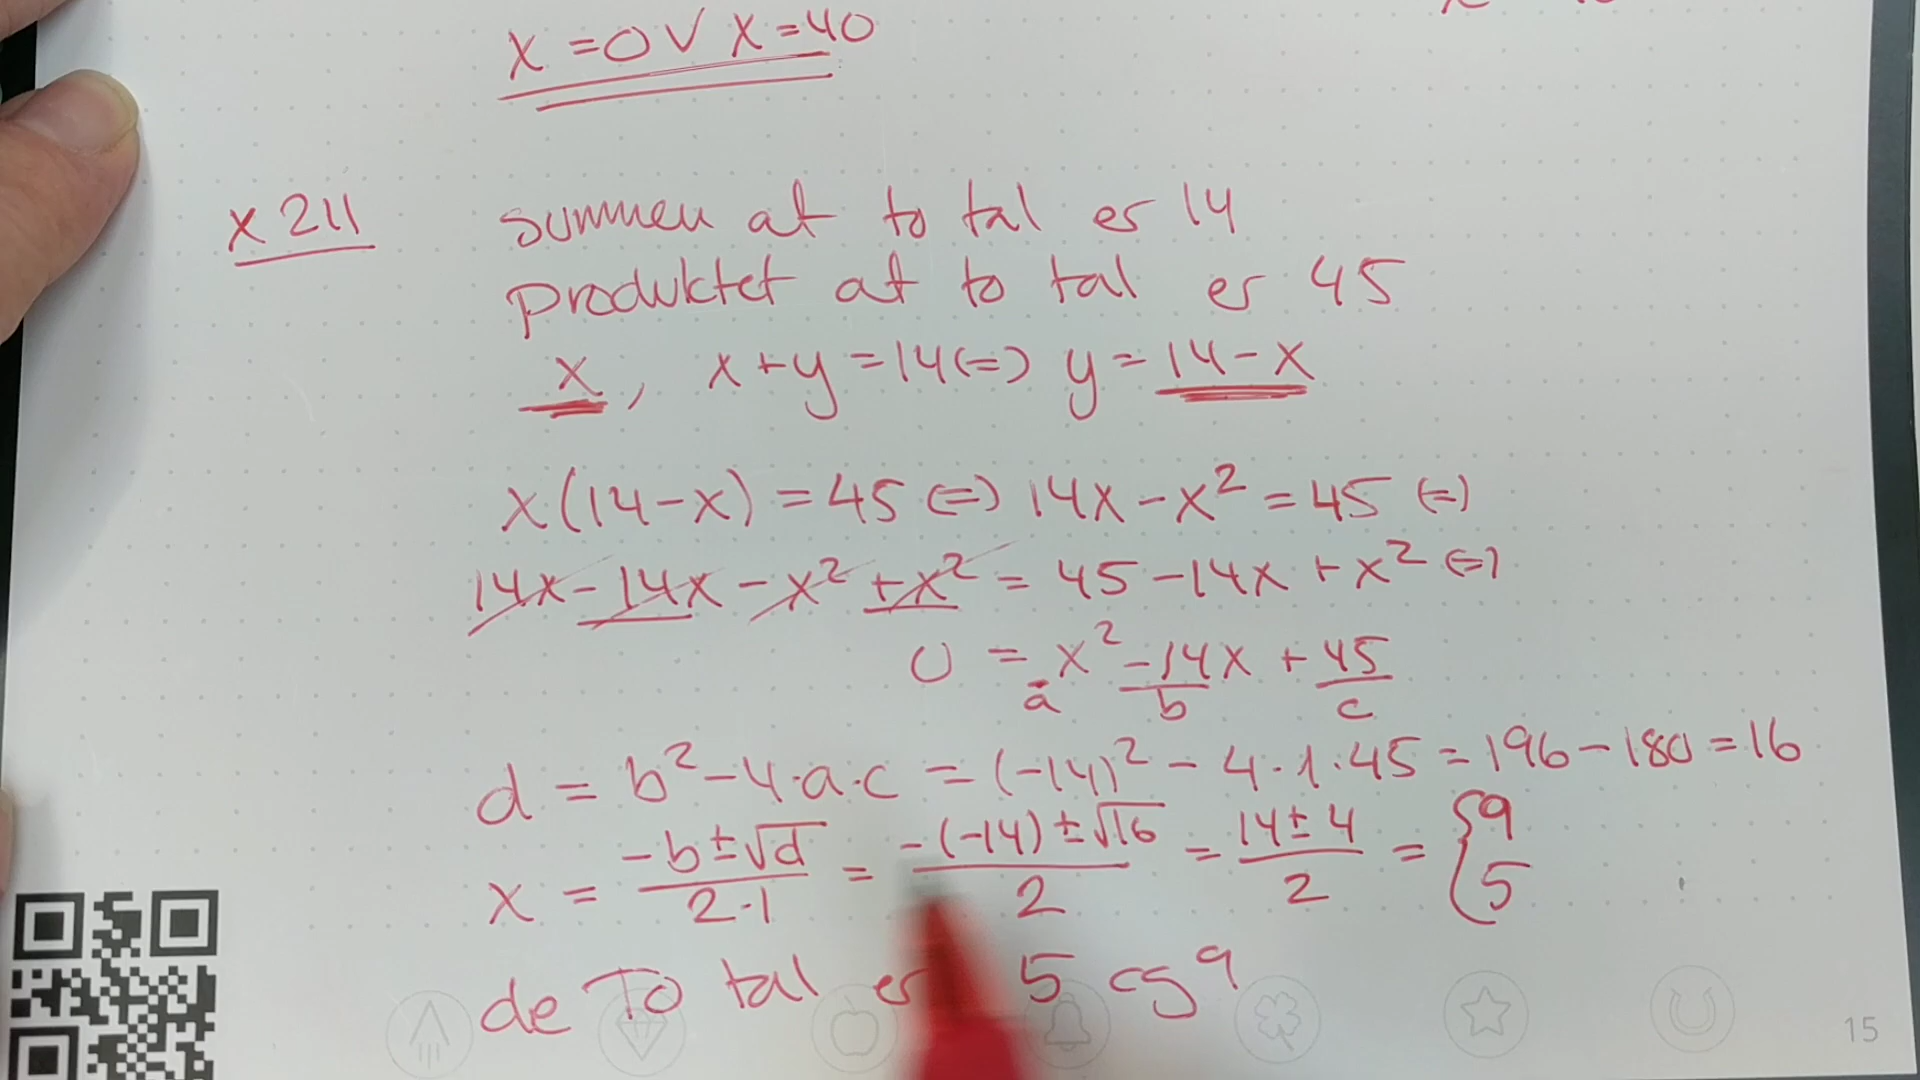 x = 0 ∨ x = 40
x 211
summen af to tal er 14
produktet af to tal er 45
x, x + y = 14 (=) y = 14 - x
x(14 - x) = 45 (=) 14x - x² = 45 (=)
14x - 14x - x² + x² = 45 - 14x + x² (=)
0 = x² - 14x + 45
a b c
d = b² - 4·a·c = (-14)² - 4·1·45 = 196 - 180 = 16
x = (-b ± √d)/(2·1) = (-(-14) ± √16)/2 = (14 ± 4)/2 = { 9 5
de To tal er 5 og 9
15